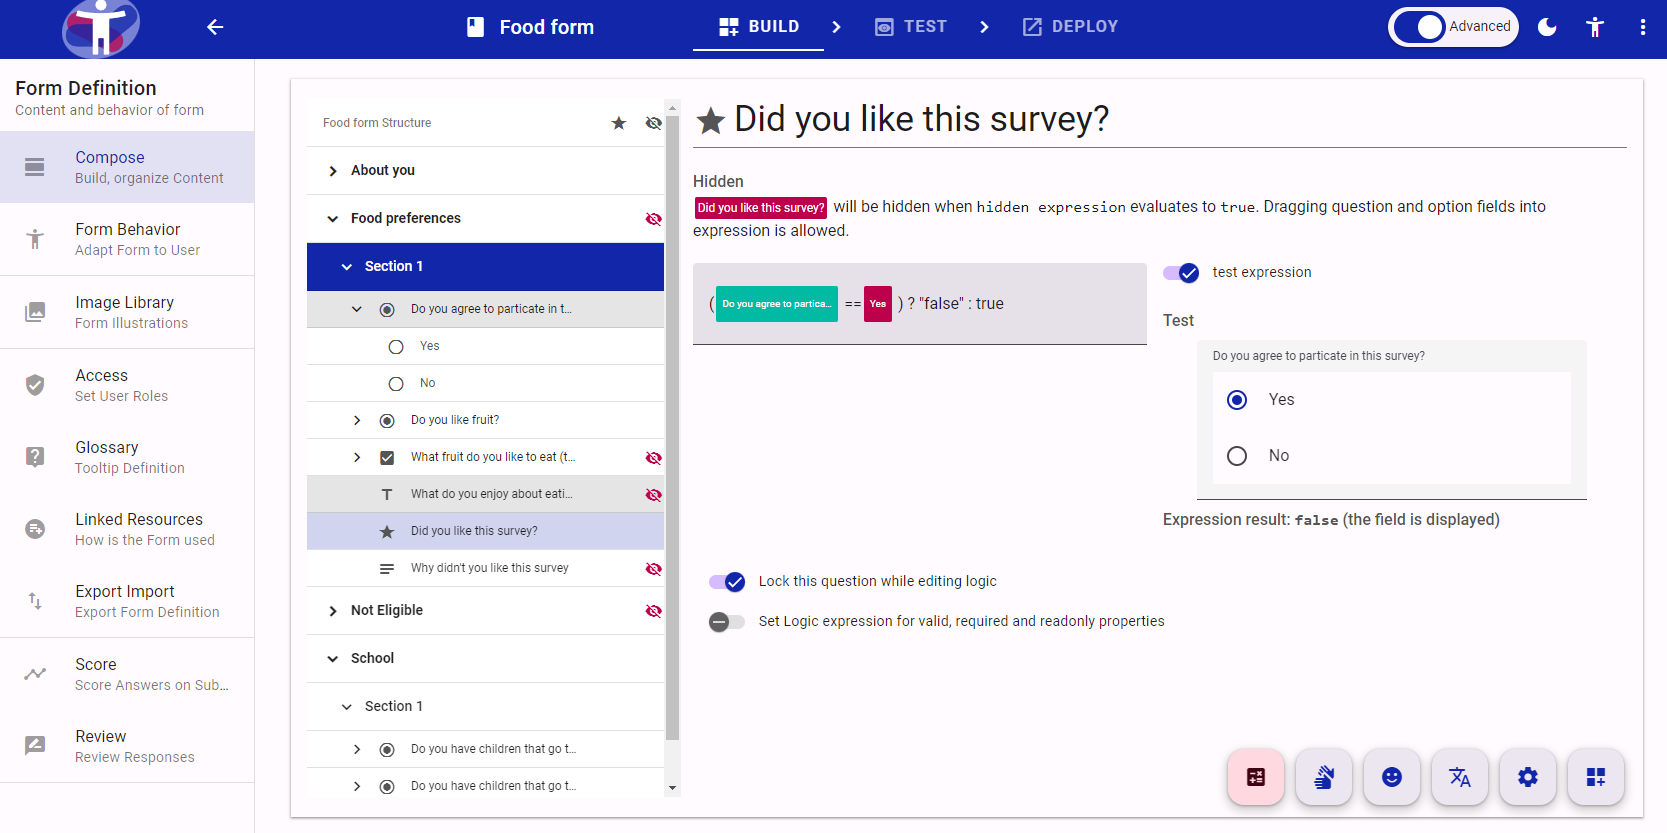 Food form
BUILD
TEST
DEPLOY
Advanced
Form Definition
Content and behavior of form
Compose
Build, organize Content
Form Behavior
Adapt Form to User
Image Library
Form Illustrations
Access
Set User Roles
Glossary
Tooltip Definition
Linked Resources
How is the Form used
Export Import
Export Form Definition
Score
Score Answers on Sub...
Review
Review Responses
Food form Structure
About you
Food preferences
Section 1
Do you agree to particate in t...
Yes
No
Do you like fruit?
What fruit do you like to eat (t...
What do you enjoy about eati...
Did you like this survey?
Why didn't you like this survey
Not Eligible
School
Section 1
Do you have children that go t...
Do you have children that go t...
Did you like this survey?
Hidden
Did you like this survey? will be hidden when hidden expression evaluates to true. Dragging question and option fields into
expression is allowed.
( Do you agree to partica... == Yes ) ? "false" : true
test expression
Test
Do you agree to particate in this survey?
Yes
No
Expression result: false (the field is displayed)
Lock this question while editing logic
Set Logic expression for valid, required and readonly properties